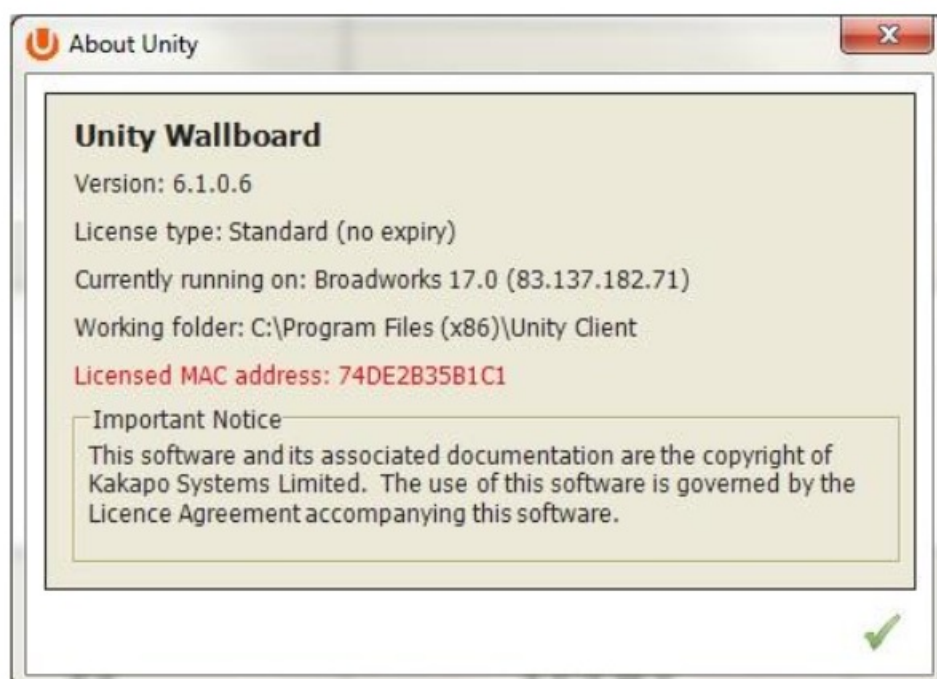 About Unity
Unity Wallboard
Version: 6.1.0.6
License type: Standard (no expiry)
Currently running on: Broadworks 17.0 (83.137.182.71)
Working folder: C:\Program Files (x86)\Unity Client
Licensed MAC address: 74DE2B35B1C1
Important Notice
This software and its associated documentation are the copyright of
Kakapo Systems Limited. The use of this software is governed by the
Licence Agreement accompanying this software.